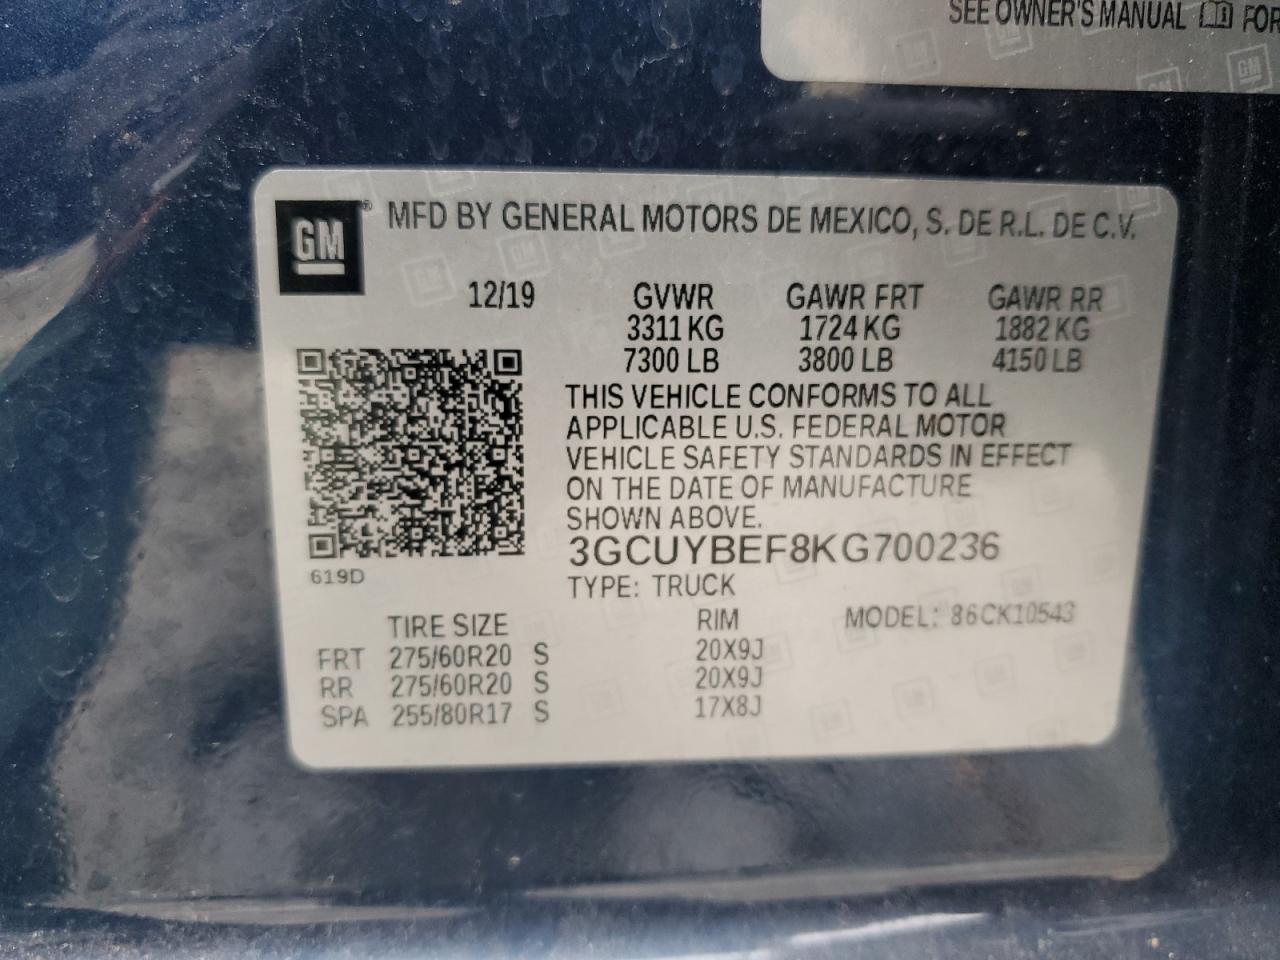 SEE OWNER'S MANUAL FOR
GM ® MFD BY GENERAL MOTORS DE MEXICO, S. DE R.L. DE C.V.
12/19 GVWR GAWR FRT GAWR RR
3311 KG 1724 KG 1882 KG
7300 LB 3800 LB 4150 LB
THIS VEHICLE CONFORMS TO ALL
APPLICABLE U.S. FEDERAL MOTOR
VEHICLE SAFETY STANDARDS IN EFFECT
ON THE DATE OF MANUFACTURE
SHOWN ABOVE.
3GCUYBEF8KG700236
619D TYPE: TRUCK
TIRE SIZE RIM MODEL: 86CK10543
FRT 275/60R20 S 20X9J
RR 275/60R20 S 20X9J
SPA 255/80R17 S 17X8J